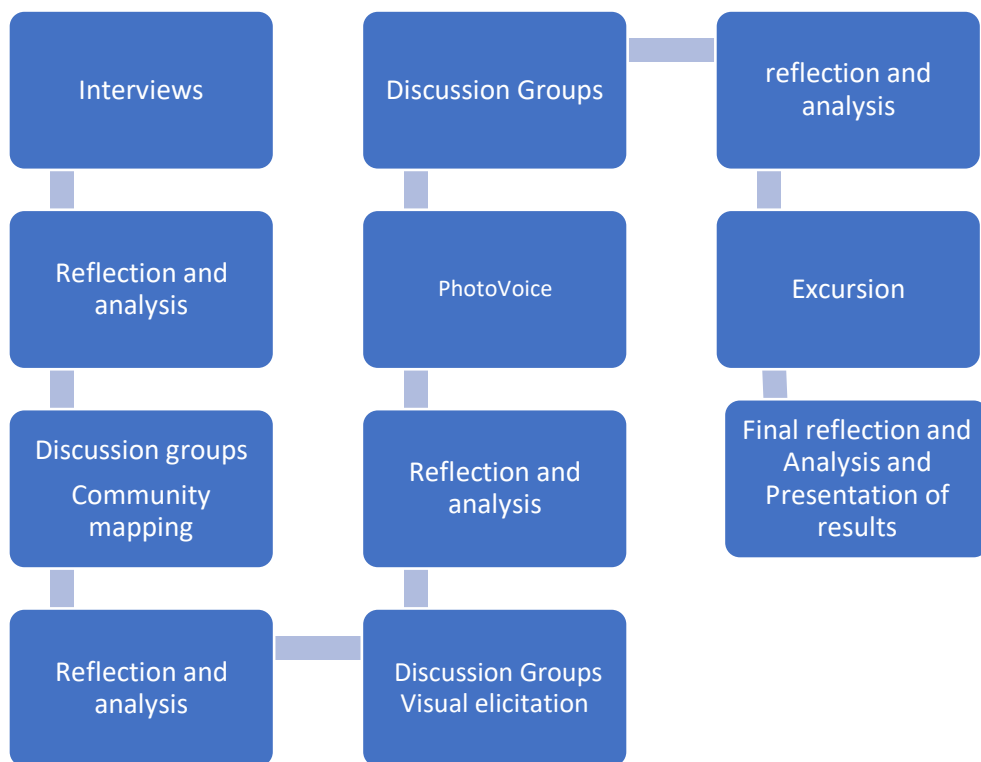 Interviews
Reflection and
analysis
Discussion groups
Community
mapping
Reflection and
analysis
Discussion Groups
Visual elicitation
Reflection and
analysis
PhotoVoice
Discussion Groups
reflection and
analysis
Excursion
Final reflection and
Analysis and
Presentation of
results